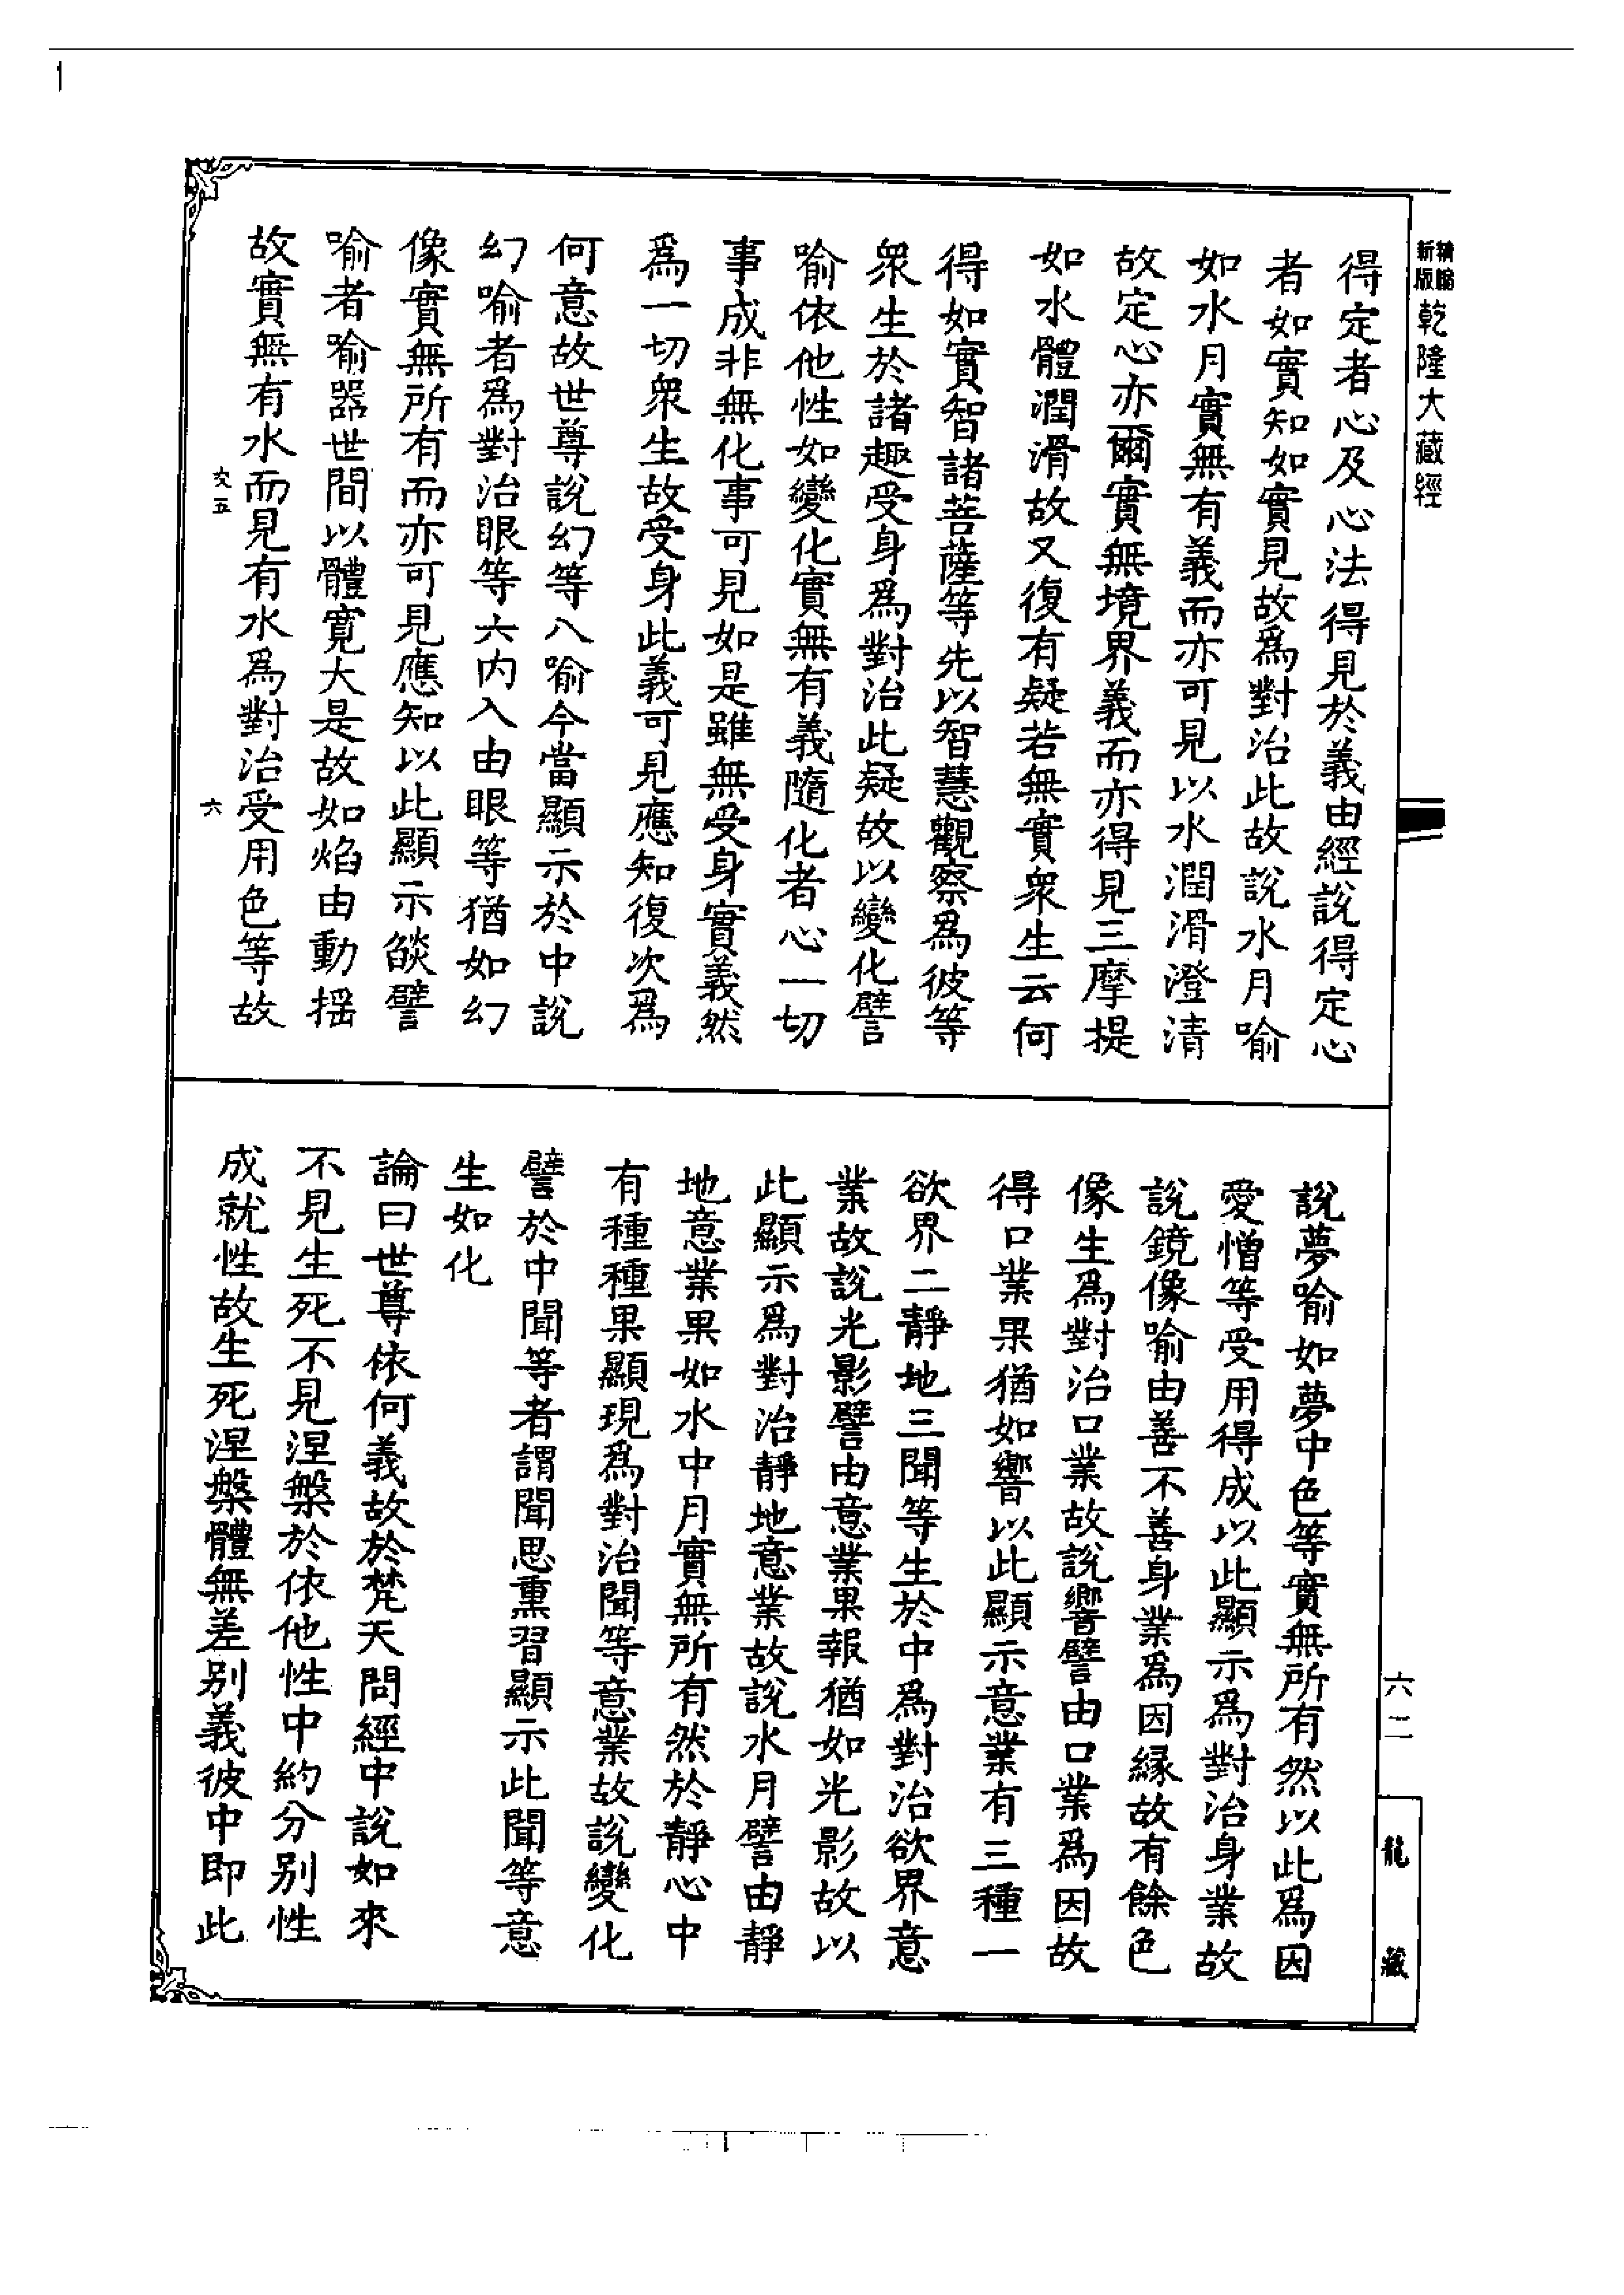 精縮新版乾隆大藏經
得定者心及心法得見於義由經說得定心
者如實知如實見故爲對治此故說水月喻
如水月實無有義而亦可見以水潤滑澄清
故定心亦爾實無境界義而亦得見三摩提
如水體潤滑故又復有疑若無實衆生云何
得如實智諸菩薩等先以智慧觀察爲彼等
衆生於諸趣受身爲對治此疑故以變化譬
喻依他性如變化實無有義隨化者心一切
事成非無化事可見如是雖無受身實義然
爲一切衆生故受身此義可見應知復次爲
何意故世尊說幻等八喻今當顯示於中說
幻喻者爲對治眼等六内入由眼等猶如幻
像實無所有而亦可見應知以此顯示燄譬
喻者喻器世間以體寬大是故如焰由動揺
故實無有水而見有水爲對治受用色等故
交五
六
說夢喻如夢中色等實無所有然以此爲因
愛憎等受用得成以此顯示爲對治身業故
說鏡像喻由善不善身業爲因縁故有餘色
像生爲對治口業故說響譬由口業爲因故
得口業果猶如響以此顯示意業有三種一
欲界二靜地三聞等生於中爲對治欲界意
業故說光影譬由意業果報猶如光影故以
此顯示爲對治靜地意業故說水月譬由靜
地意業果如水中月實無所有然於靜心中
有種種果顯現爲對治聞等意業故說變化
譬於中聞等者謂聞思熏習顯示此聞等意
生如化
論曰世尊依何義故於梵天問經中說如來
不見生死不見涅槃於依他性中約分别性
成就性故生死涅槃體無差别義彼中即此
六二
龍藏